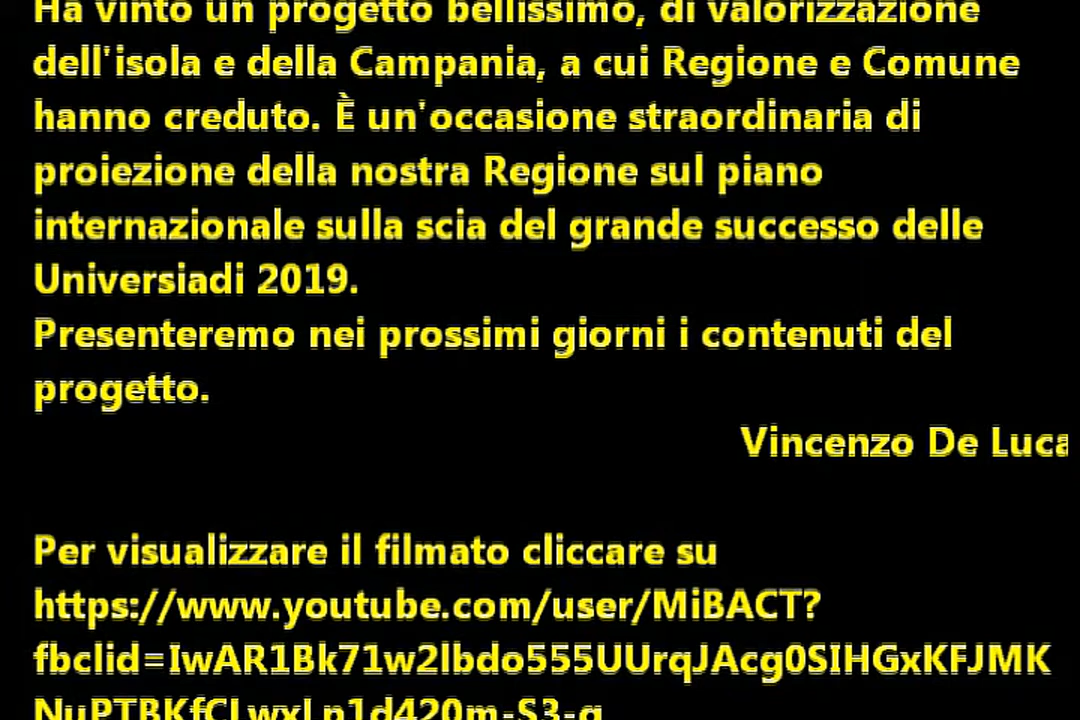 Ha vinto un progetto bellissimo, di valorizzazione
dell'isola e della Campania, a cui Regione e Comune
hanno creduto. È un'occasione straordinaria di
proiezione della nostra Regione sul piano
internazionale sulla scia del grande successo delle
Universiadi 2019.
Presenteremo nei prossimi giorni i contenuti del
progetto.
Vincenzo De Luca
Per visualizzare il filmato cliccare su
https://www.youtube.com/user/MiBACT?
fbclid=IwAR1Bk71w2lbdo555UUrqJAcg0SIHGxKFJMK